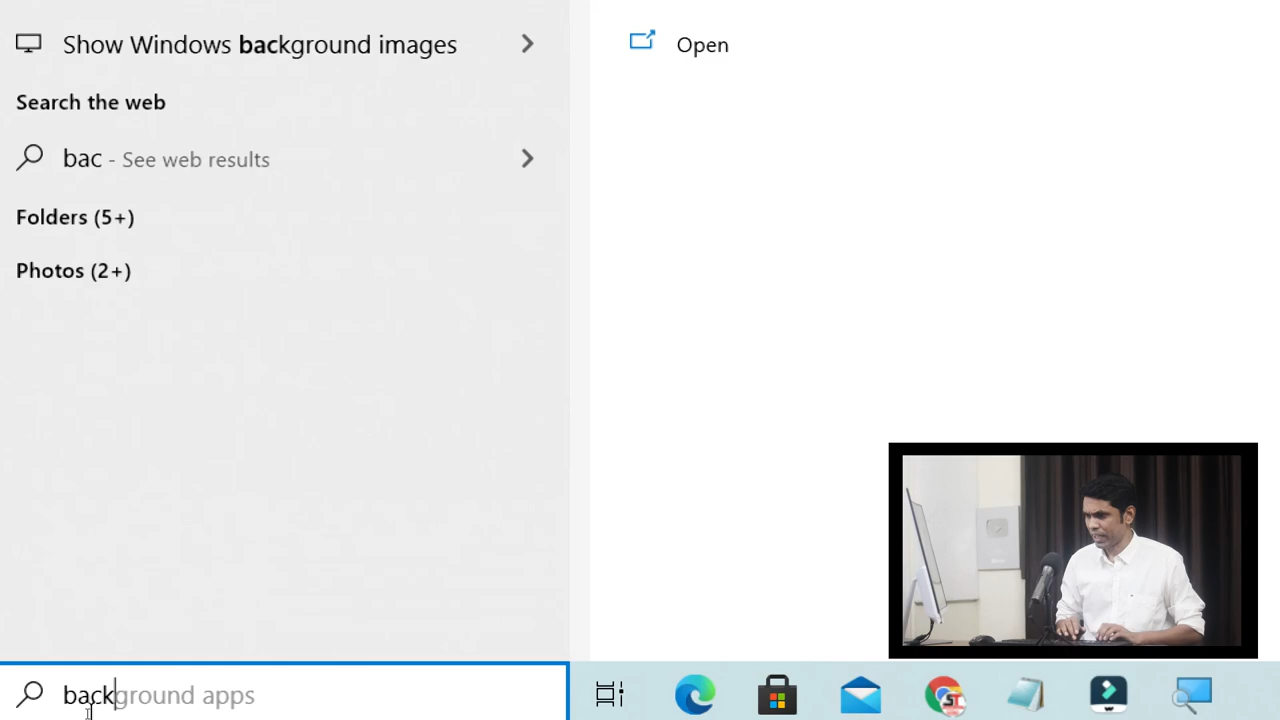 Show Windows background images
Open
Search the web
bac - See web results
Folders (5+)
Photos (2+)
background apps